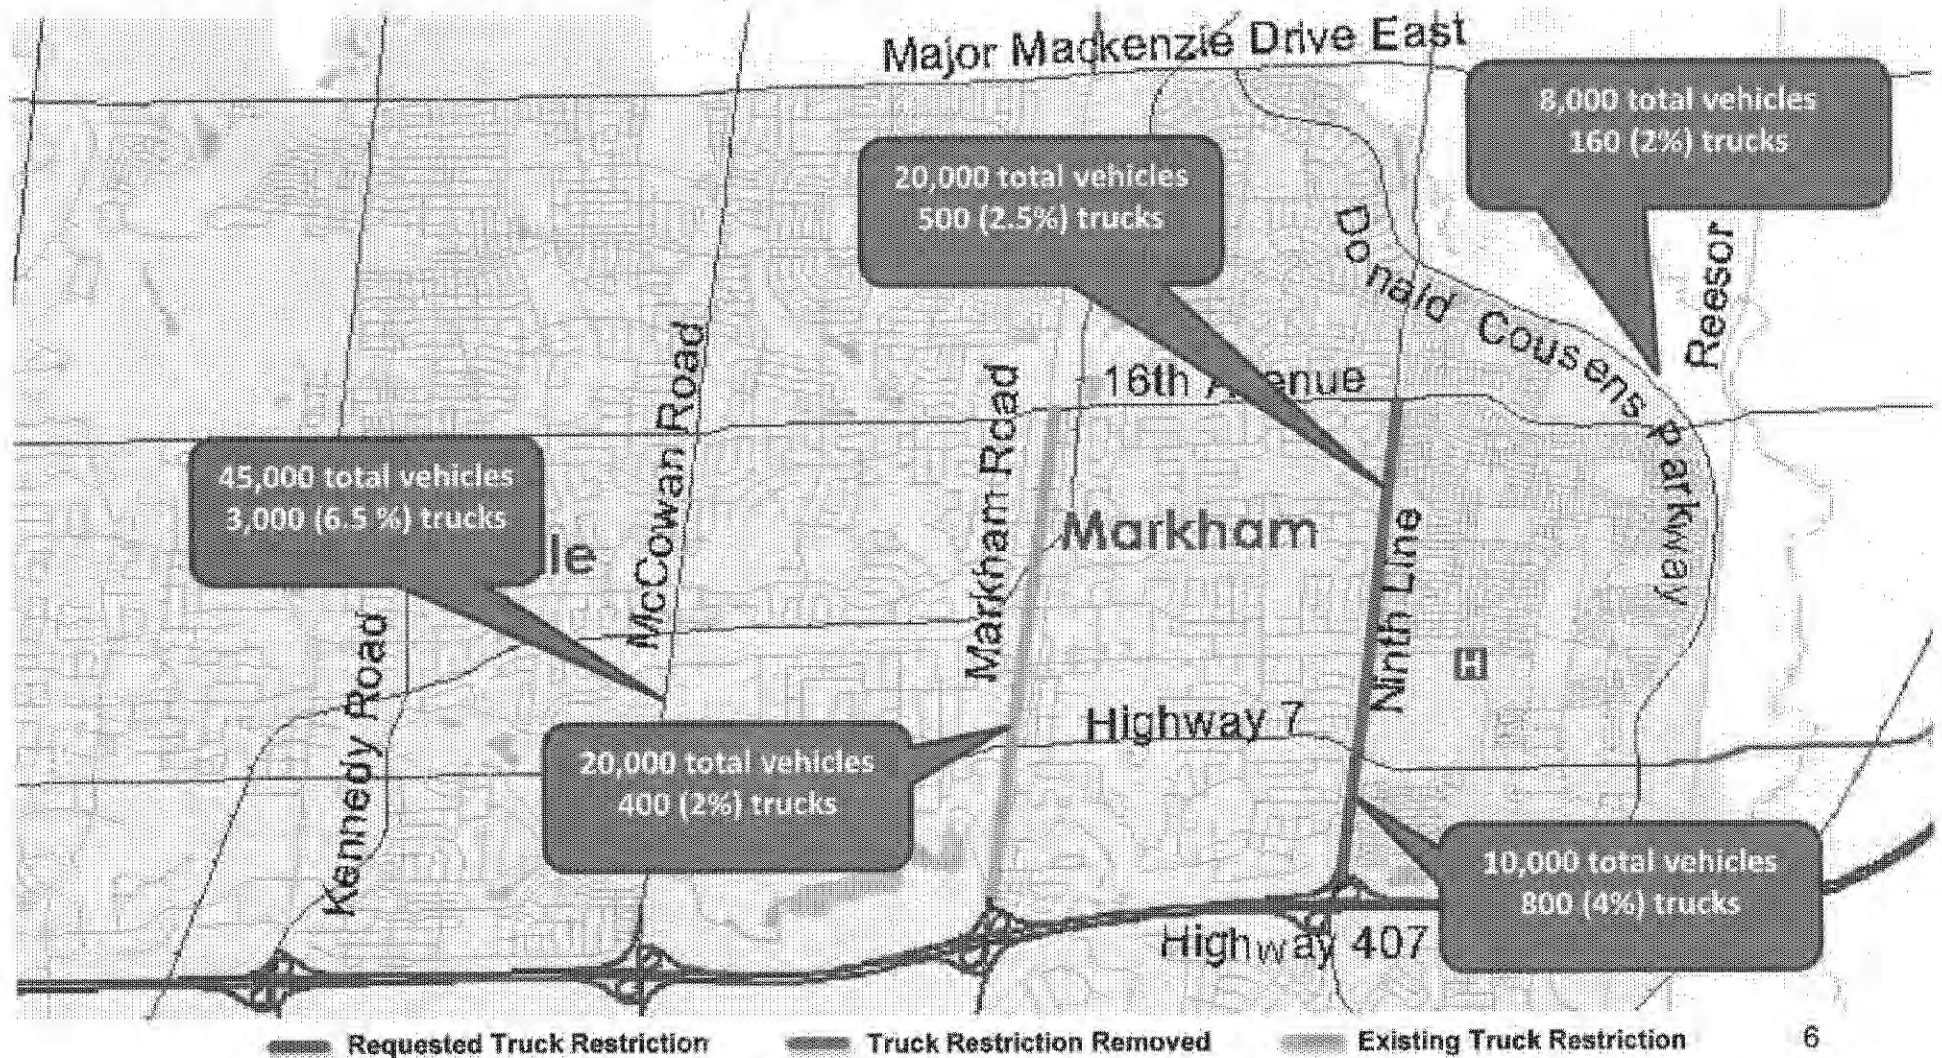 Major Mackenzie Drive East
8,000 total vehicles
160 (2%) trucks
20,000 total vehicles
500 (2.5%) trucks
Donald Cousens Parkway
Reesor
16th Avenue
45,000 total vehicles
3,000 (6.5 %) trucks
le
McCowan Road
Markham Road
Markham
Ninth Line
H
Kennedy Road
Highway 7
20,000 total vehicles
400 (2%) trucks
10,000 total vehicles
800 (4%) trucks
Highway 407
Requested Truck Restriction
Truck Restriction Removed
Existing Truck Restriction
6